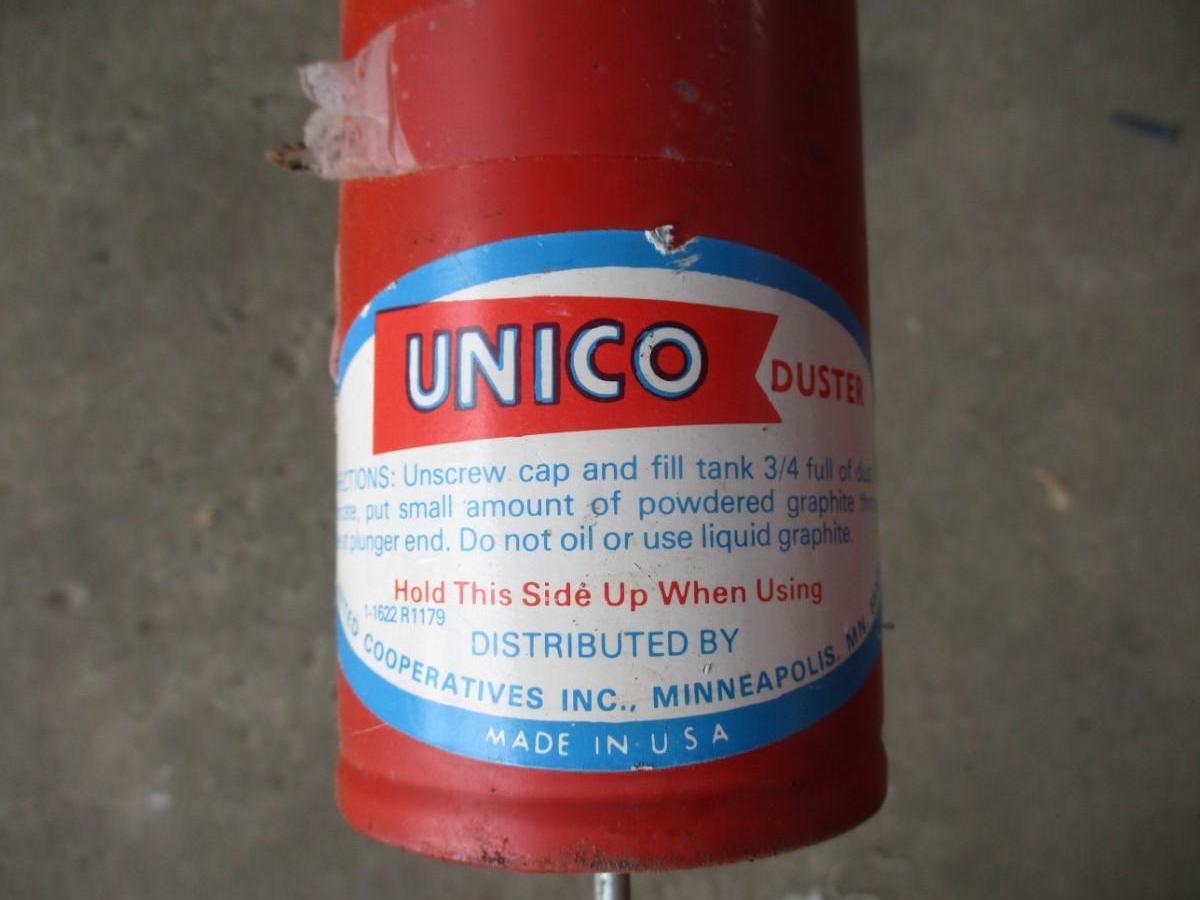 UNICO
DUSTER
ECTIONS: Unscrew cap and fill tank 3/4 full of dust
put small amount of powdered graphite
plunger end. Do not oil or use liquid graphite.
Hold This Side Up When Using
1-1622 R1179
DISTRIBUTED BY
COOPERATIVES INC., MINNEAPOLIS, MN
MADE IN USA